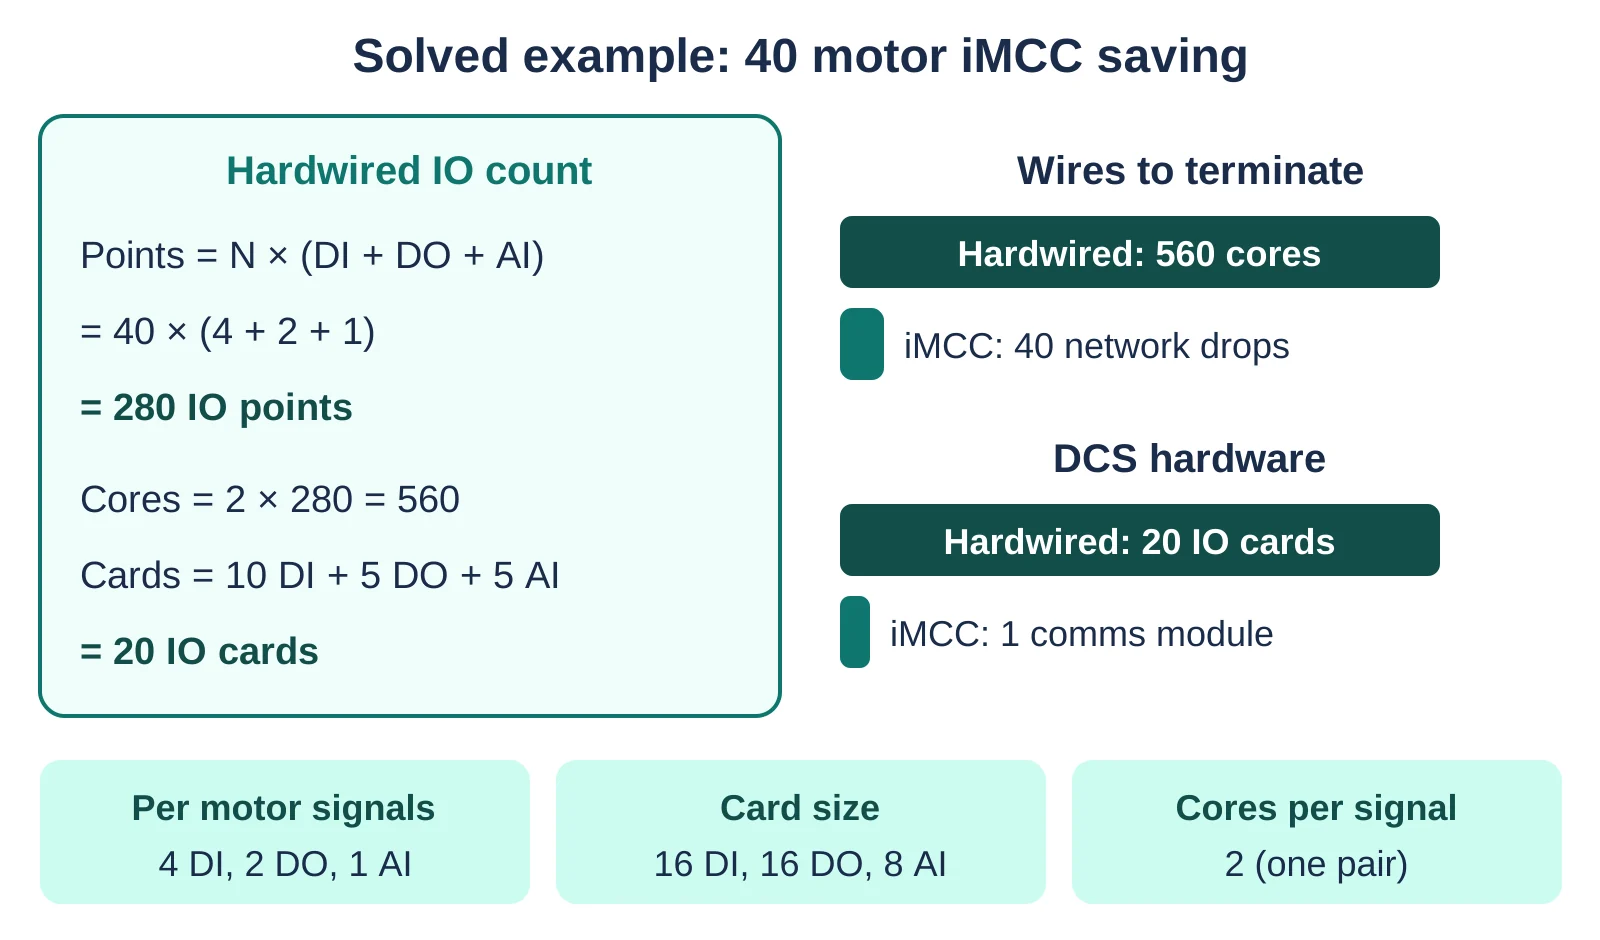 Solved example: 40 motor iMCC saving
Hardwired IO count
Points = N × (DI + DO + AI)
= 40 × (4 + 2 + 1)
= 280 IO points
Cores = 2 × 280 = 560
Cards = 10 DI + 5 DO + 5 AI
= 20 IO cards
Wires to terminate
Hardwired: 560 cores
iMCC: 40 network drops
DCS hardware
Hardwired: 20 IO cards
iMCC: 1 comms module
Per motor signals
4 DI, 2 DO, 1 AI
Card size
16 DI, 16 DO, 8 AI
Cores per signal
2 (one pair)